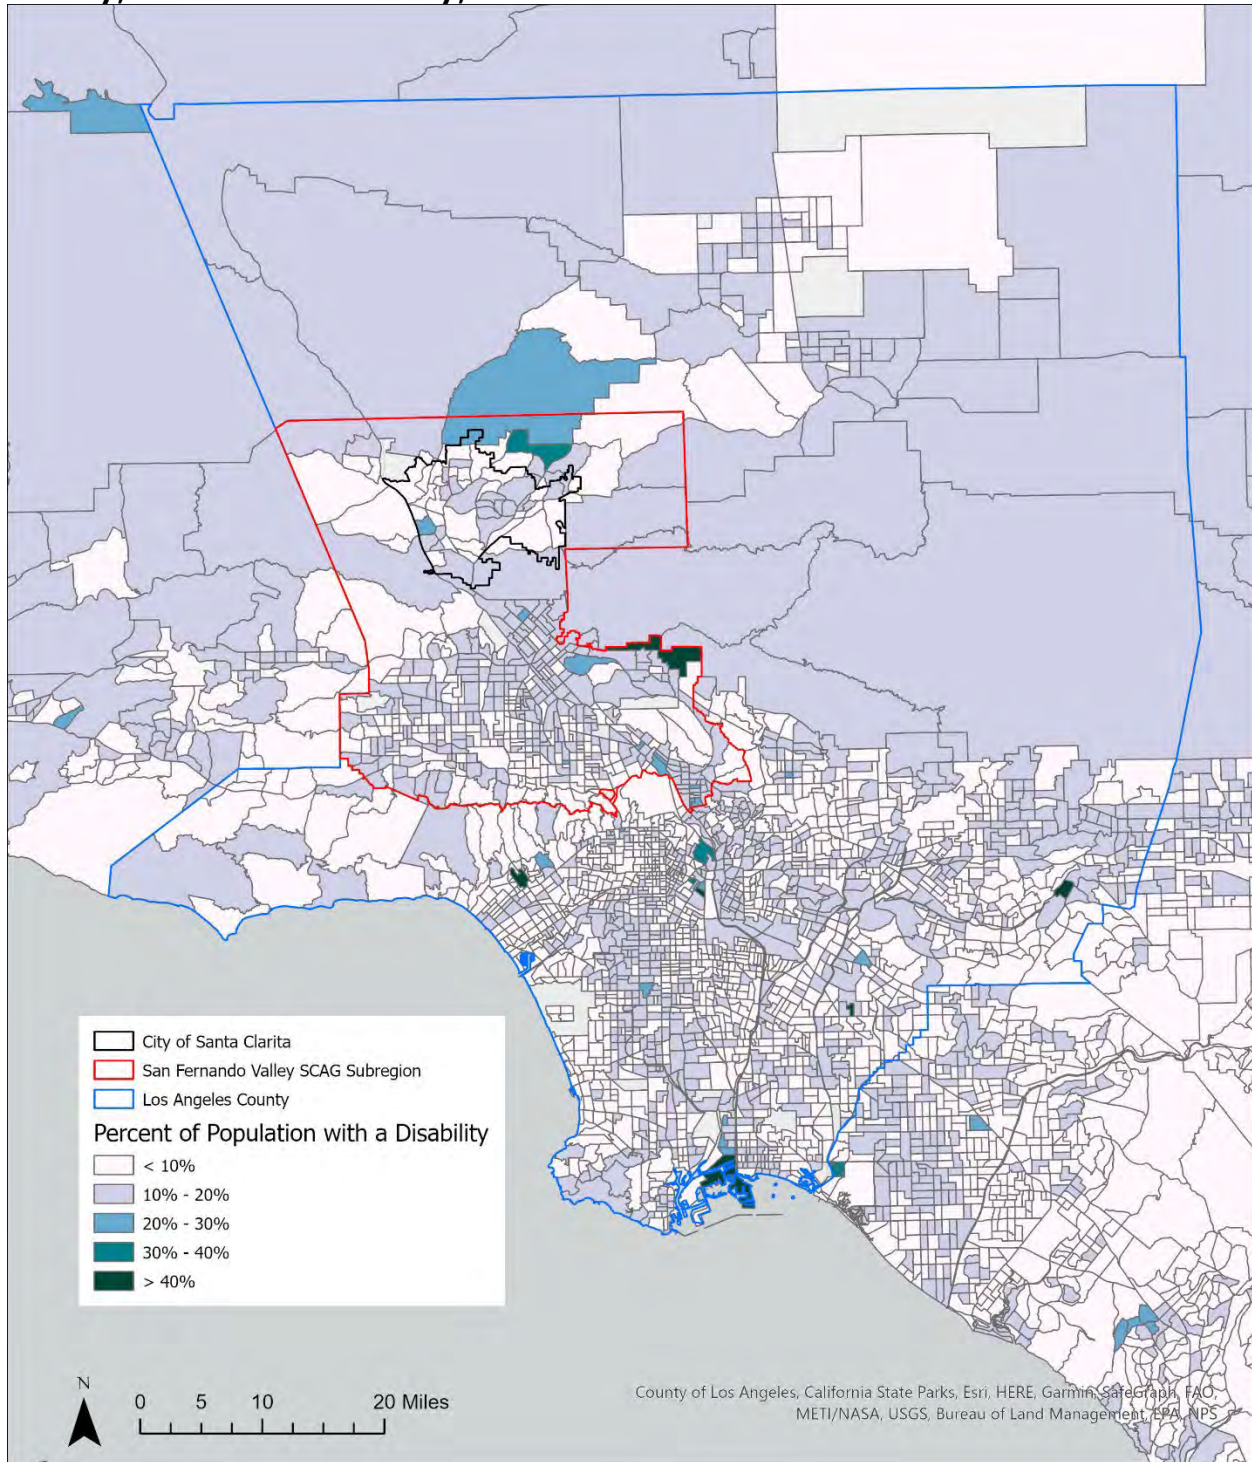 City of Santa Clarita
San Fernando Valley SCAG Subregion
Los Angeles County
Percent of Population with a Disability
< 10%
10% - 20%
20% - 30%
30% - 40%
> 40%
N
0 5 10 20 Miles
County of Los Angeles, California State Parks, Esri, HERE, Garmin, SafeGraph, FAO,
METI/NASA, USGS, Bureau of Land Management, EPA, NPS